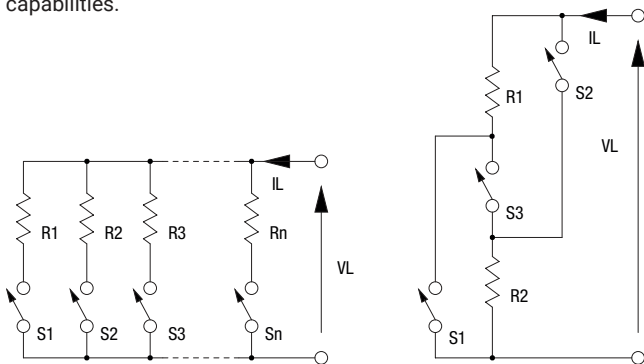 capabilities.
IL
R1
R2
R3
Rn
VL
S1
S2
S3
Sn
IL
S2
R1
VL
S3
R2
S1